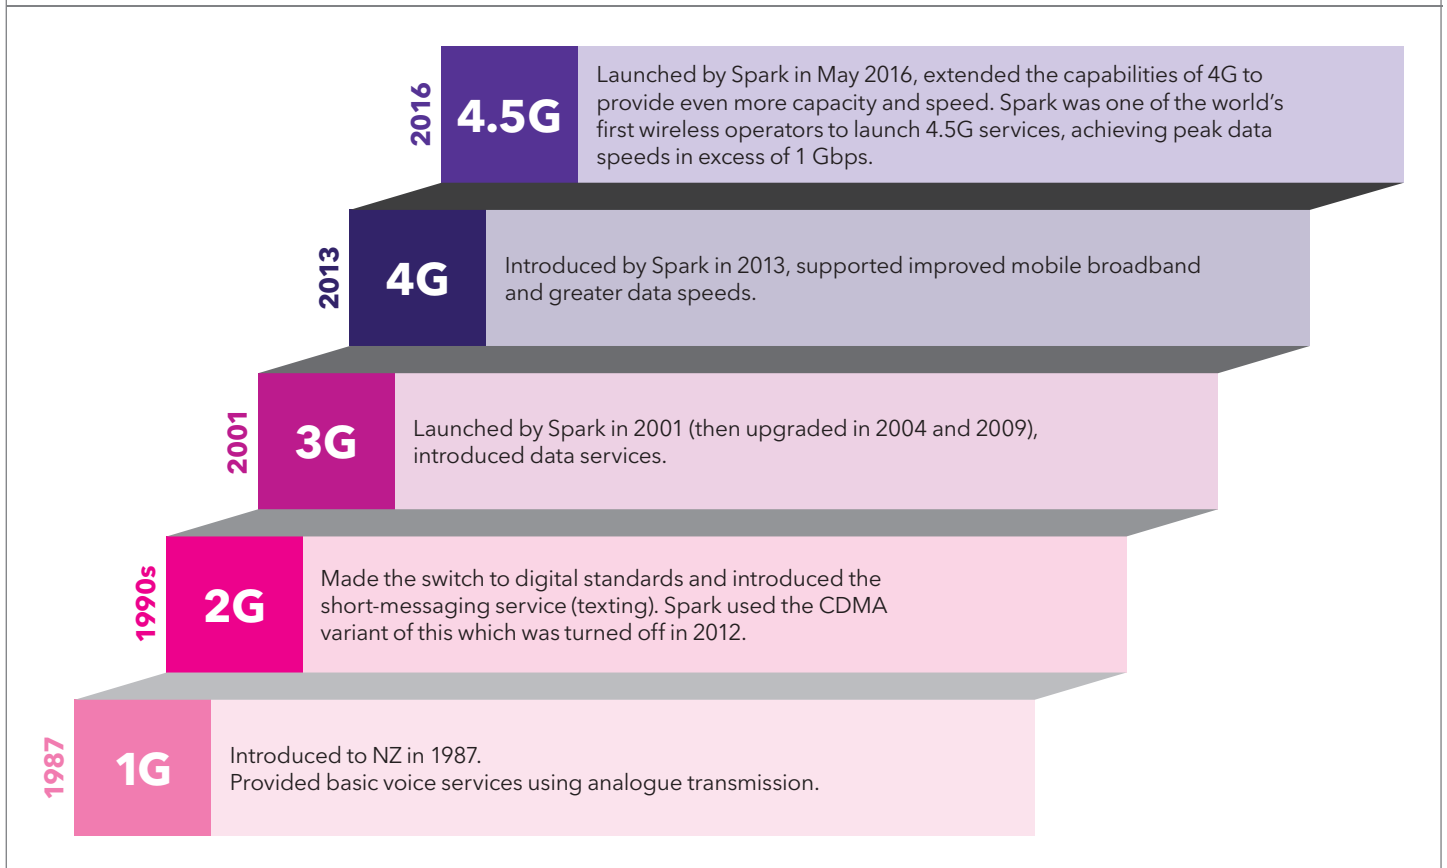 2016
4.5G
Launched by Spark in May 2016, extended the capabilities of 4G to
provide even more capacity and speed. Spark was one of the world's
first wireless operators to launch 4.5G services, achieving peak data
speeds in excess of 1 Gbps.
2013
4G
Introduced by Spark in 2013, supported improved mobile broadband
and greater data speeds.
2001
3G
Launched by Spark in 2001 (then upgraded in 2004 and 2009),
introduced data services.
1990s
2G
Made the switch to digital standards and introduced the
short-messaging service (texting). Spark used the CDMA
variant of this which was turned off in 2012.
1987
1G
Introduced to NZ in 1987.
Provided basic voice services using analogue transmission.